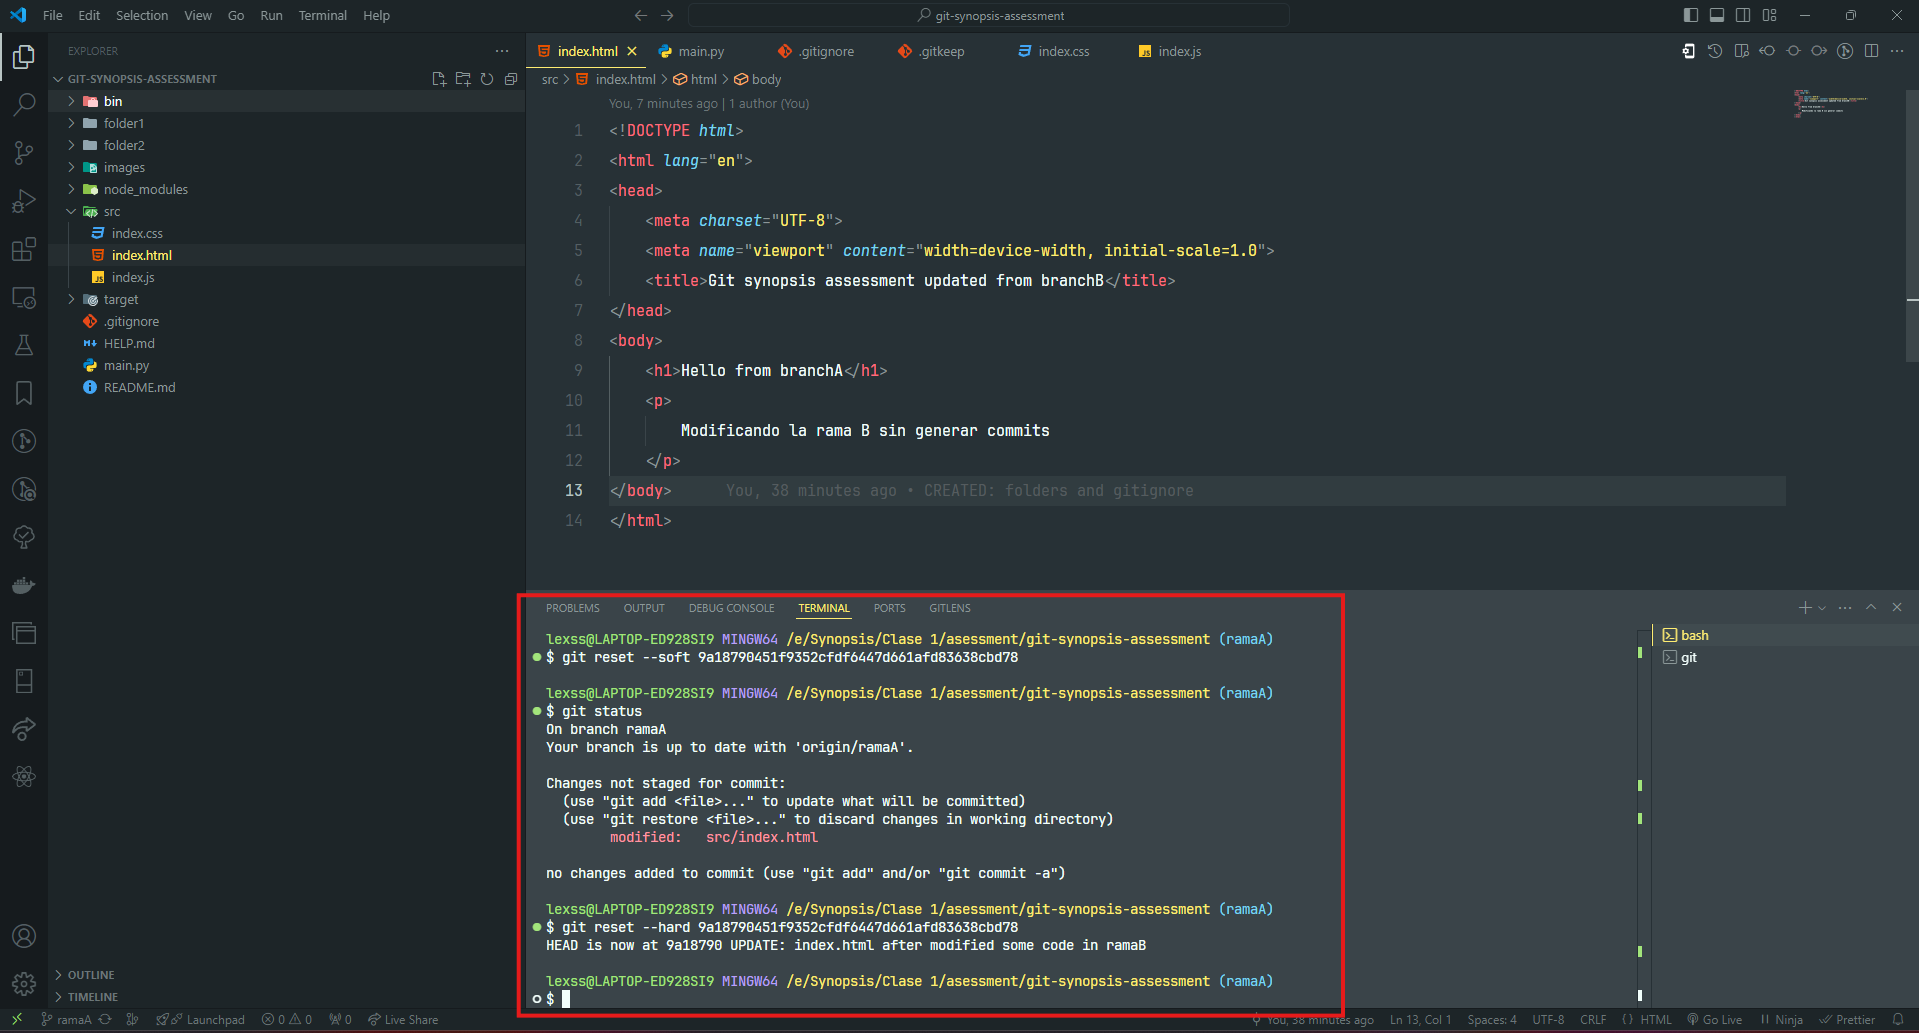 File Edit Selection View Go Run Terminal Help
git-synopsis-assessment
EXPLORER
GIT-SYNOPSIS-ASSESSMENT
bin
folder1
folder2
images
node_modules
src
index.css
index.html
index.js
target
.gitignore
HELP.md
main.py
README.md
OUTLINE
TIMELINE
index.html main.py .gitignore .gitkeep index.css index.js
src > index.html > html > body
You, 7 minutes ago | 1 author (You)
1 <!DOCTYPE html>
2 <html lang="en">
3 <head>
4 <meta charset="UTF-8">
5 <meta name="viewport" content="width=device-width, initial-scale=1.0">
6 <title>Git synopsis assessment updated from branchB</title>
7 </head>
8 <body>
9 <h1>Hello from branchA</h1>
10 <p>
11 Modificando la rama B sin generar commits
12 </p>
13 </body> You, 38 minutes ago • CREATED: folders and gitignore
14 </html>
PROBLEMS OUTPUT DEBUG CONSOLE TERMINAL PORTS GITLENS
lexss@LAPTOP-ED928SI9 MINGW64 /e/Synopsis/Clase 1/asessment/git-synopsis-assessment (ramaA)
$ git reset --soft 9a18790451f9352cfdf6447d661afd83638cbd78
lexss@LAPTOP-ED928SI9 MINGW64 /e/Synopsis/Clase 1/asessment/git-synopsis-assessment (ramaA)
$ git status
On branch ramaA
Your branch is up to date with 'origin/ramaA'.
Changes not staged for commit:
(use "git add <file>..." to update what will be committed)
(use "git restore <file>..." to discard changes in working directory)
modified: src/index.html
no changes added to commit (use "git add" and/or "git commit -a")
lexss@LAPTOP-ED928SI9 MINGW64 /e/Synopsis/Clase 1/asessment/git-synopsis-assessment (ramaA)
$ git reset --hard 9a18790451f9352cfdf6447d661afd83638cbd78
HEAD is now at 9a18790 UPDATE: index.html after modified some code in ramaB
lexss@LAPTOP-ED928SI9 MINGW64 /e/Synopsis/Clase 1/asessment/git-synopsis-assessment (ramaA)
$
bash
git
ramaA Launchpad 0 0 0 Live Share You, 38 minutes ago Ln 13, Col 1 Spaces: 4 UTF-8 CRLF {} HTML Go Live Ninja Prettier